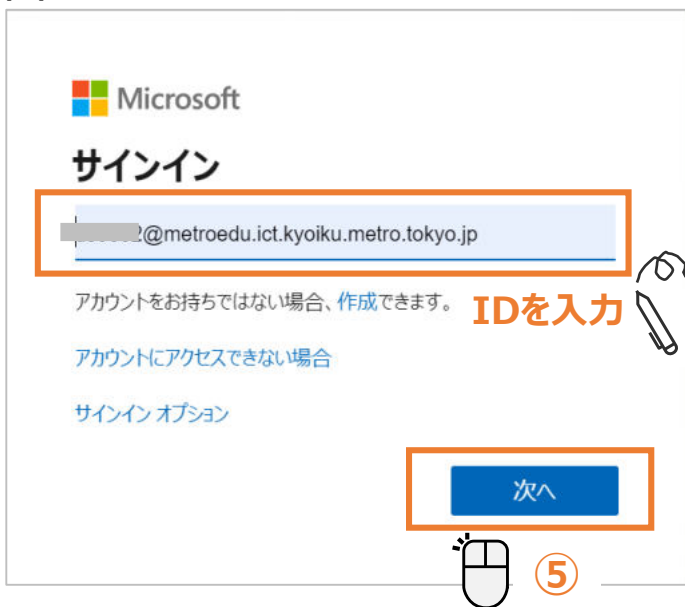 Microsoft
サインイン
@metroedu.ict.kyoiku.metro.tokyo.jp
アカウントをお持ちではない場合、作成できます。
IDを入力
アカウントにアクセスできない場合
サインイン オプション
次へ
⑤